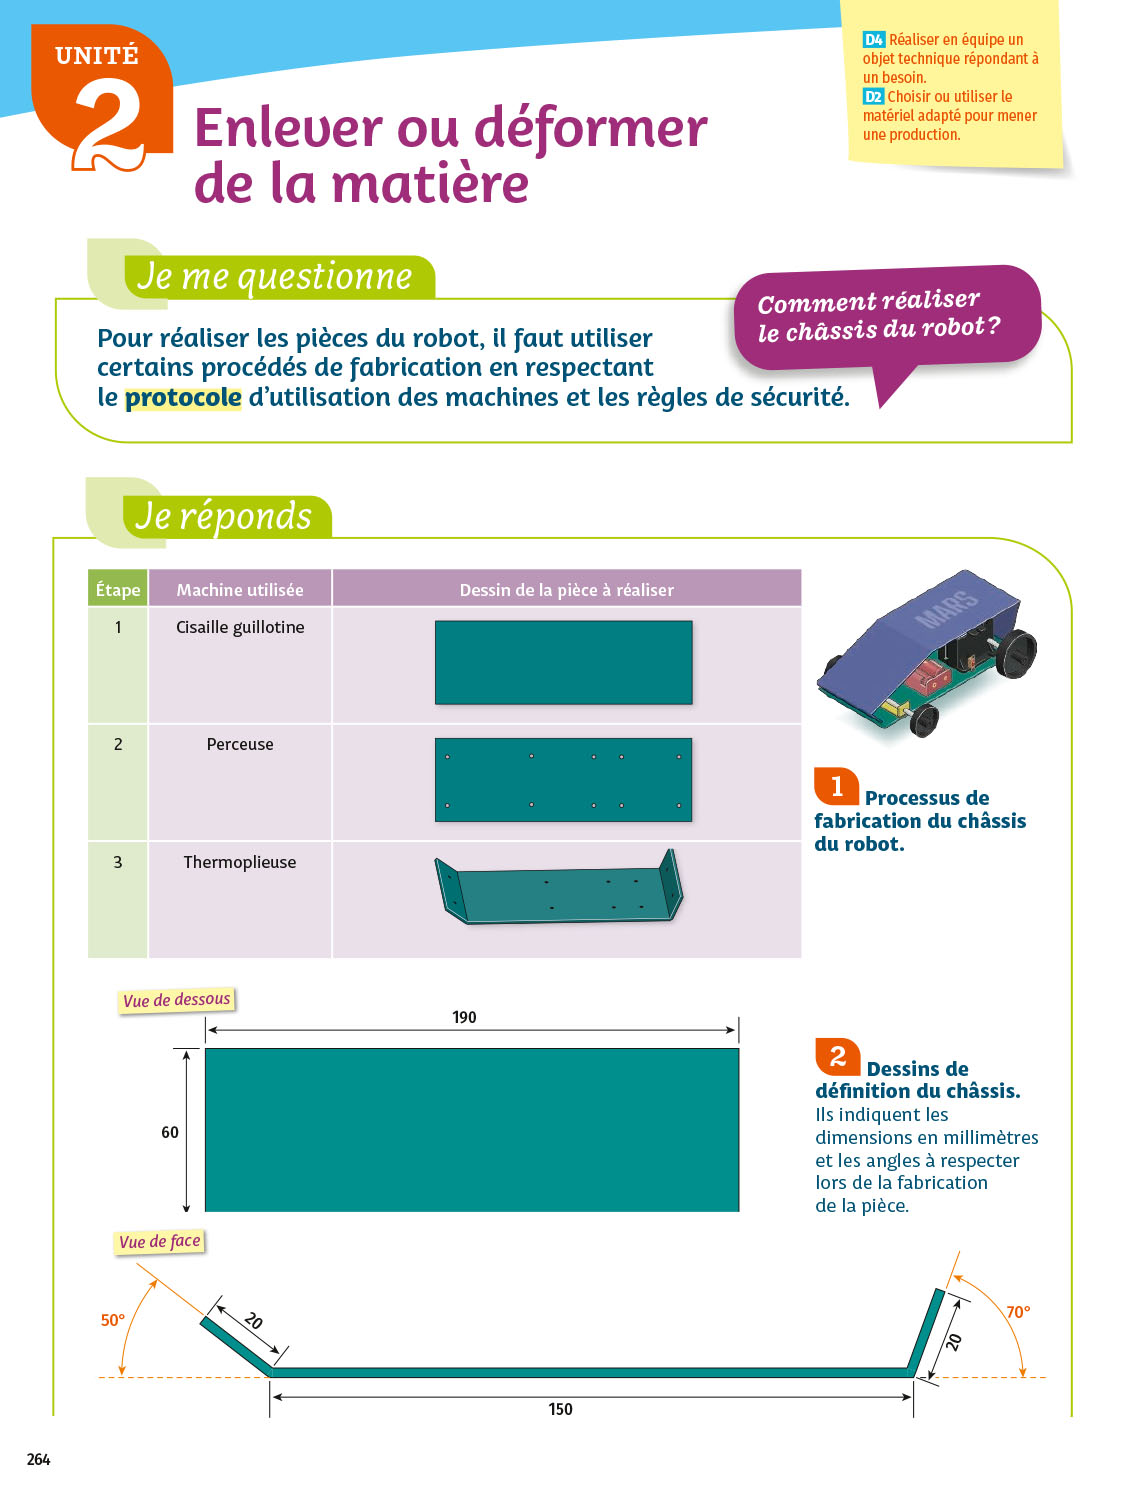 UNITÉ
2
Enlever ou déformer
de la matière
D4 Réaliser en équipe un
objet technique répondant à
un besoin.
D2 Choisir ou utiliser le
matériel adapté pour mener
une production.
Je me questionne
Comment réaliser
le châssis du robot ?
Pour réaliser les pièces du robot, il faut utiliser
certains procédés de fabrication en respectant
le protocole d'utilisation des machines et les règles de sécurité.
Je réponds
Étape Machine utilisée Dessin de la pièce à réaliser
1 Cisaille guillotine
2 Perceuse
3 Thermoplieuse
MARS
1 Processus de
fabrication du châssis
du robot.
Vue de dessous
190
60
2 Dessins de
définition du châssis.
Ils indiquent les
dimensions en millimètres
et les angles à respecter
lors de la fabrication
de la pièce.
Vue de face
50°
20
70°
20
150
264